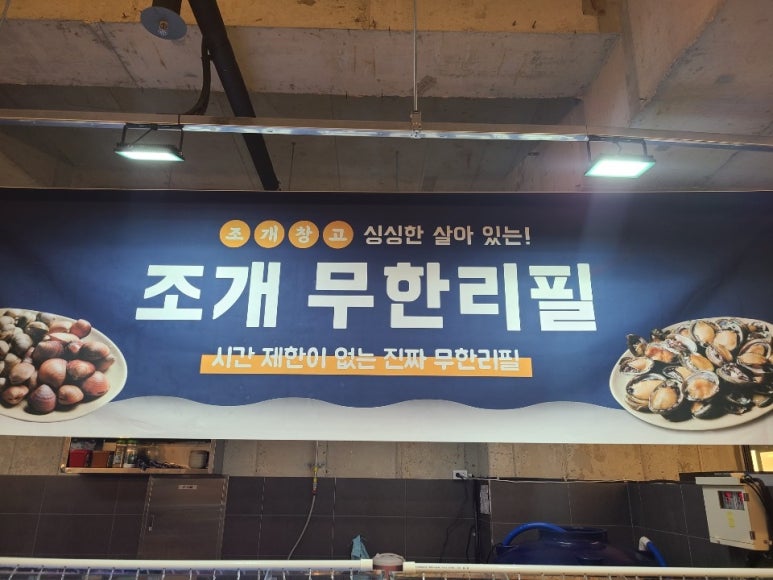 조개창고 싱싱한 살아 있는!
조개 무한리필
시간 제한이 없는 진짜 무한리필